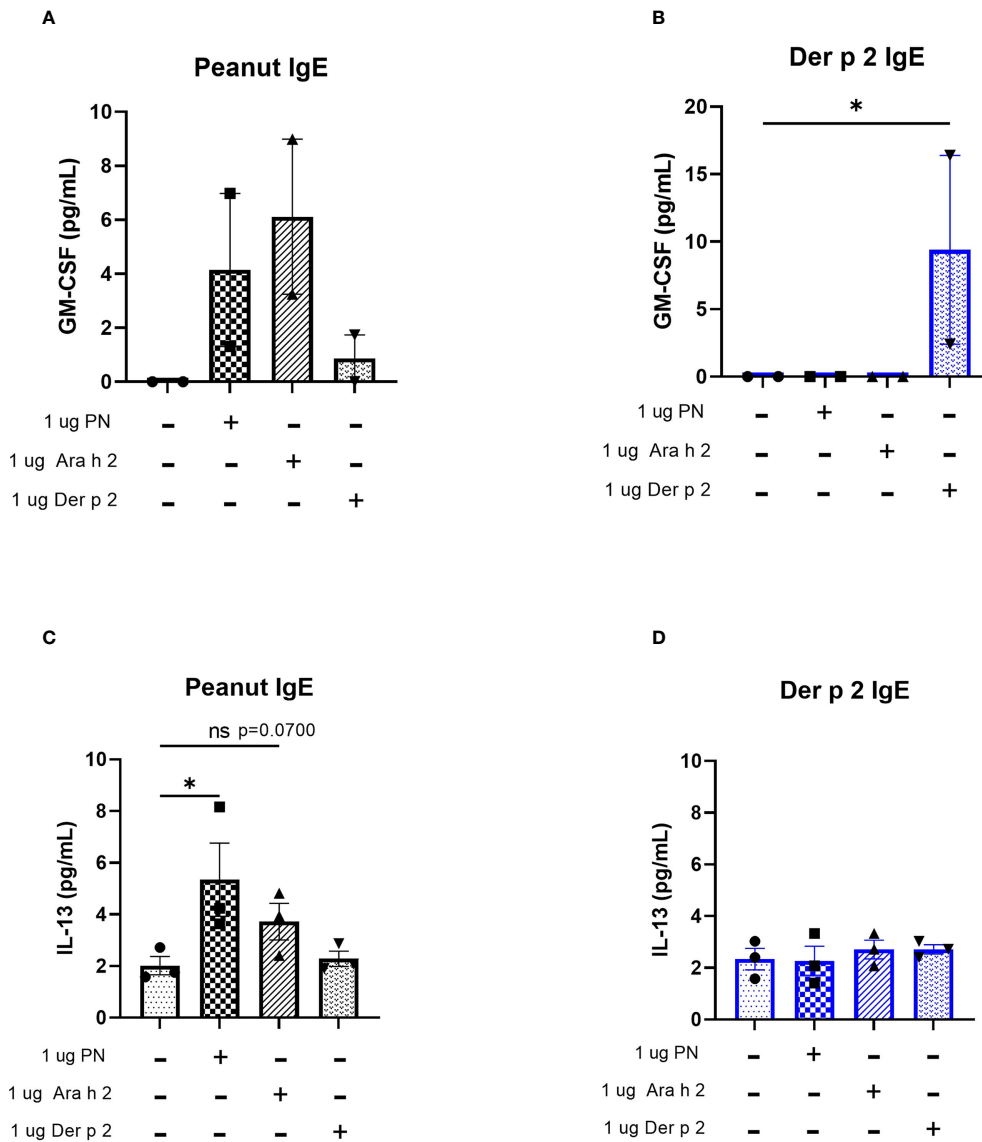 A
Peanut IgE
GM-CSF (pg/mL)
10
8
6
4
2
0
1 ug PN - + - -
1 ug Ara h 2 - - + -
1 ug Der p 2 - - - +
B
Der p 2 IgE
GM-CSF (pg/mL)
*
20
15
10
5
0
1 ug PN - + - -
1 ug Ara h 2 - - + -
1 ug Der p 2 - - - +
C
Peanut IgE
ns p=0.0700
*
IL-13 (pg/mL)
10
8
6
4
2
0
1 ug PN - + - -
1 ug Ara h 2 - - + -
1 ug Der p 2 - - - +
D
Der p 2 IgE
IL-13 (pg/mL)
10
8
6
4
2
0
1 ug PN - + - -
1 ug Ara h 2 - - + -
1 ug Der p 2 - - - +